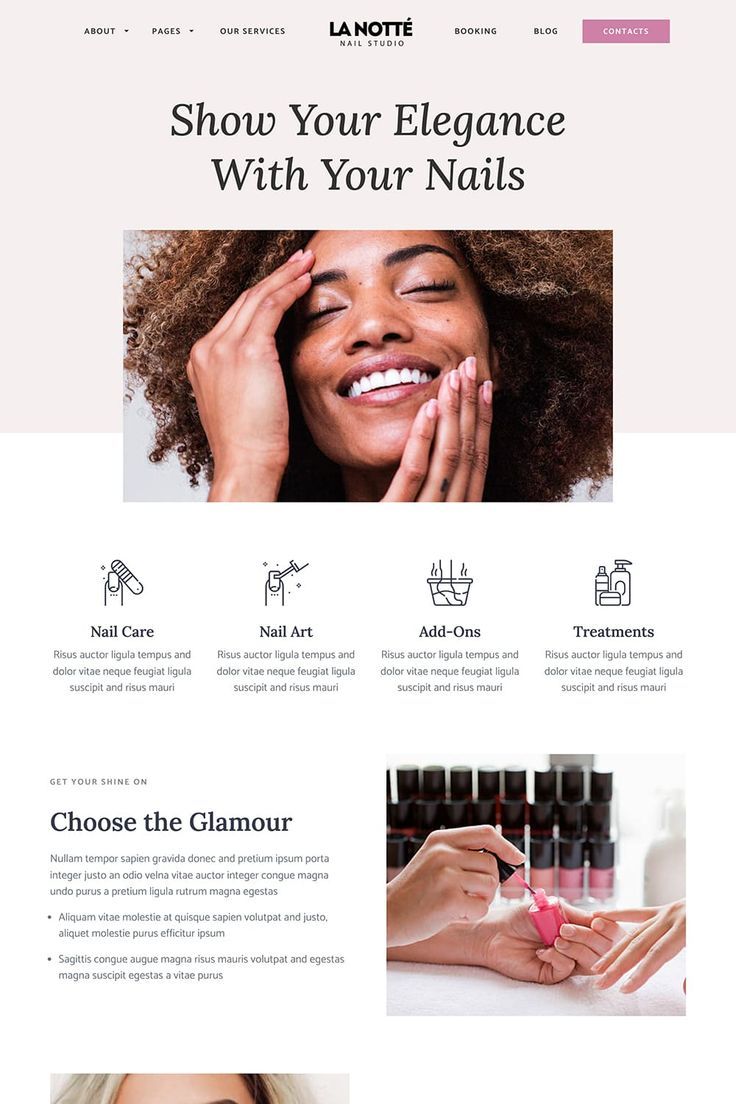 ABOUT PAGES OUR SERVICES LA NOTTÉ BOOKING BLOG CONTACTS
NAIL STUDIO
Show Your Elegance
With Your Nails
Nail Care
Risus auctor ligula tempus and
dolor vitae neque feugiat ligula
suscipit and risus mauri
Nail Art
Risus auctor ligula tempus and
dolor vitae neque feugiat ligula
suscipit and risus mauri
Add-Ons
Risus auctor ligula tempus and
dolor vitae neque feugiat ligula
suscipit and risus mauri
Treatments
Risus auctor ligula tempus and
dolor vitae neque feugiat ligula
suscipit and risus mauri
GET YOUR SHINE ON
Choose the Glamour
Nullam tempor sapien gravida donec and pretium ipsum porta
integer justo an odio velna vitae auctor integer congue magna
undo purus a pretium ligula rutrum magna egestas
• Aliquam vitae molestie at quisque sapien volutpat and justo,
aliquet molestie purus efficitur ipsum
• Sagittis congue augue magna risus mauris volutpat and egestas
magna suscipit egestas a vitae purus